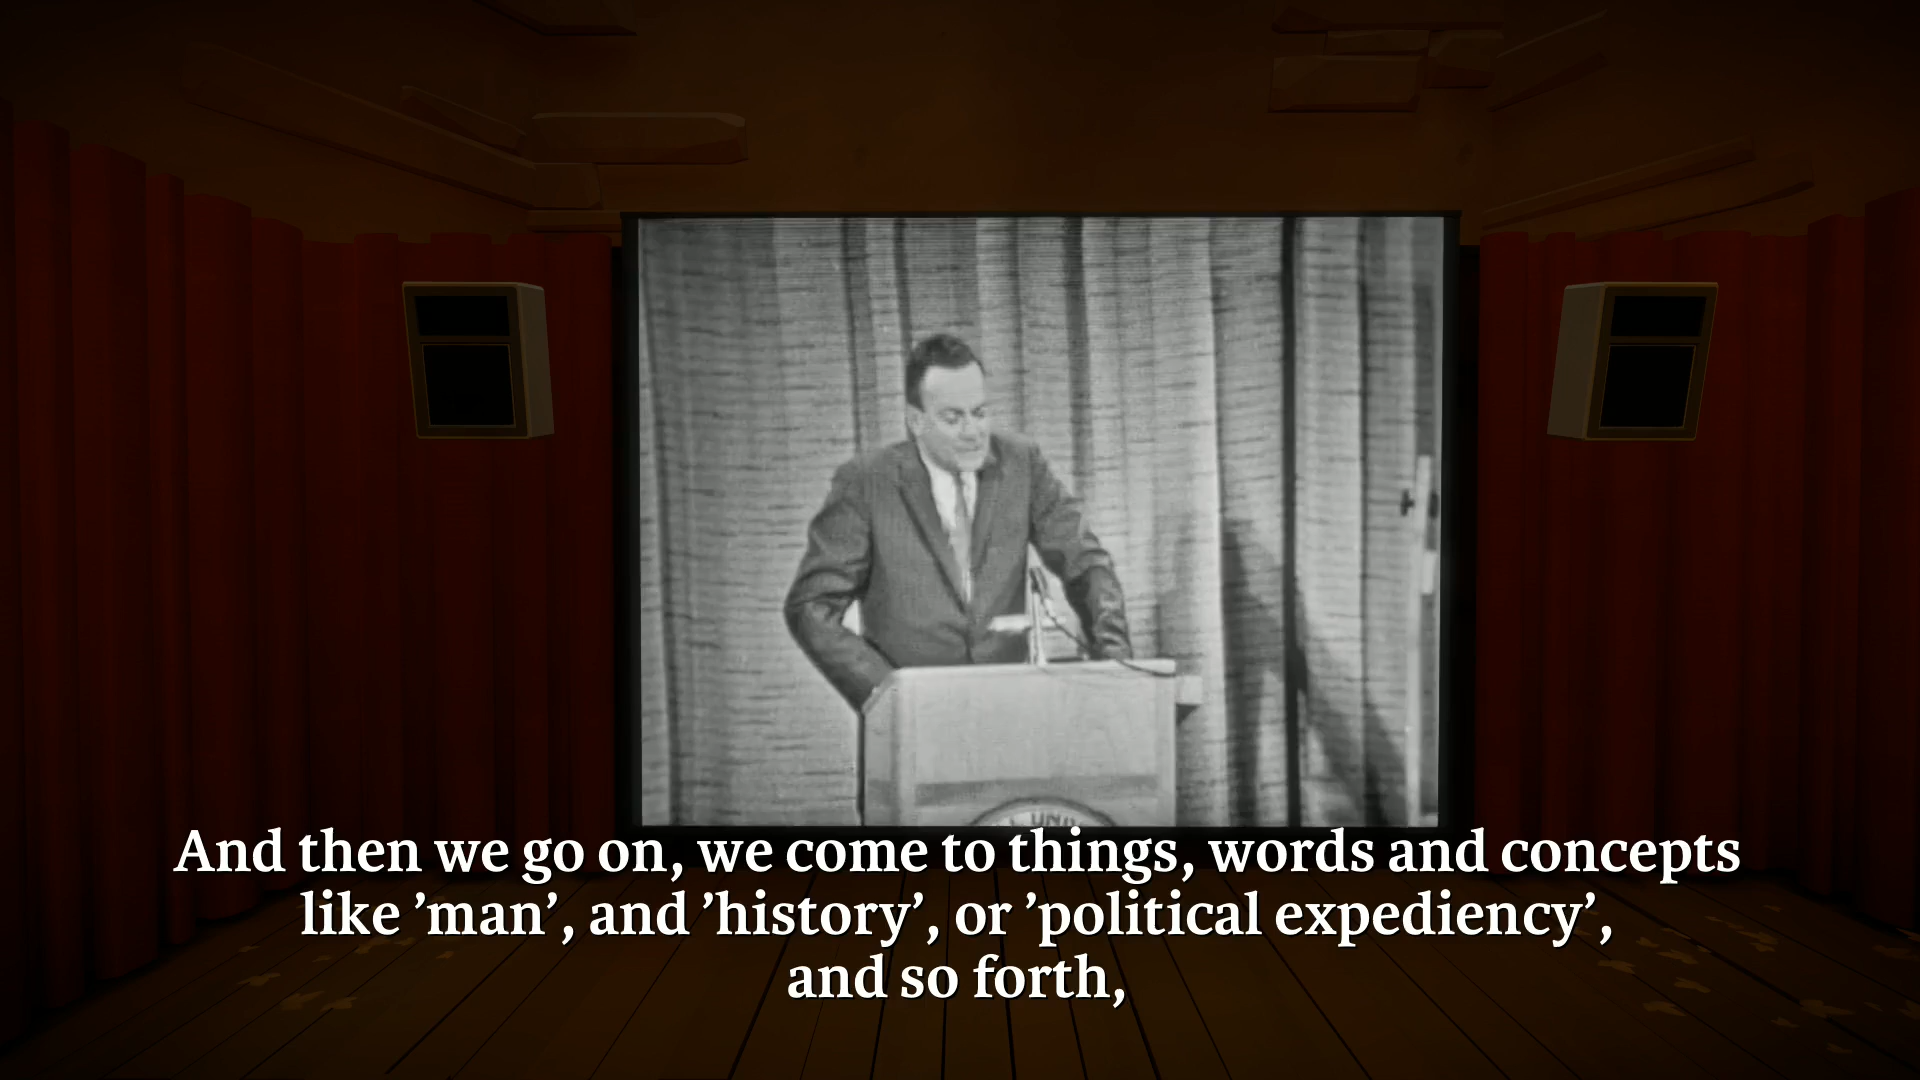 L UNIV
And then we go on, we come to things, words and concepts
like ’man’, and ’history’, or ’political expediency’,
and so forth,